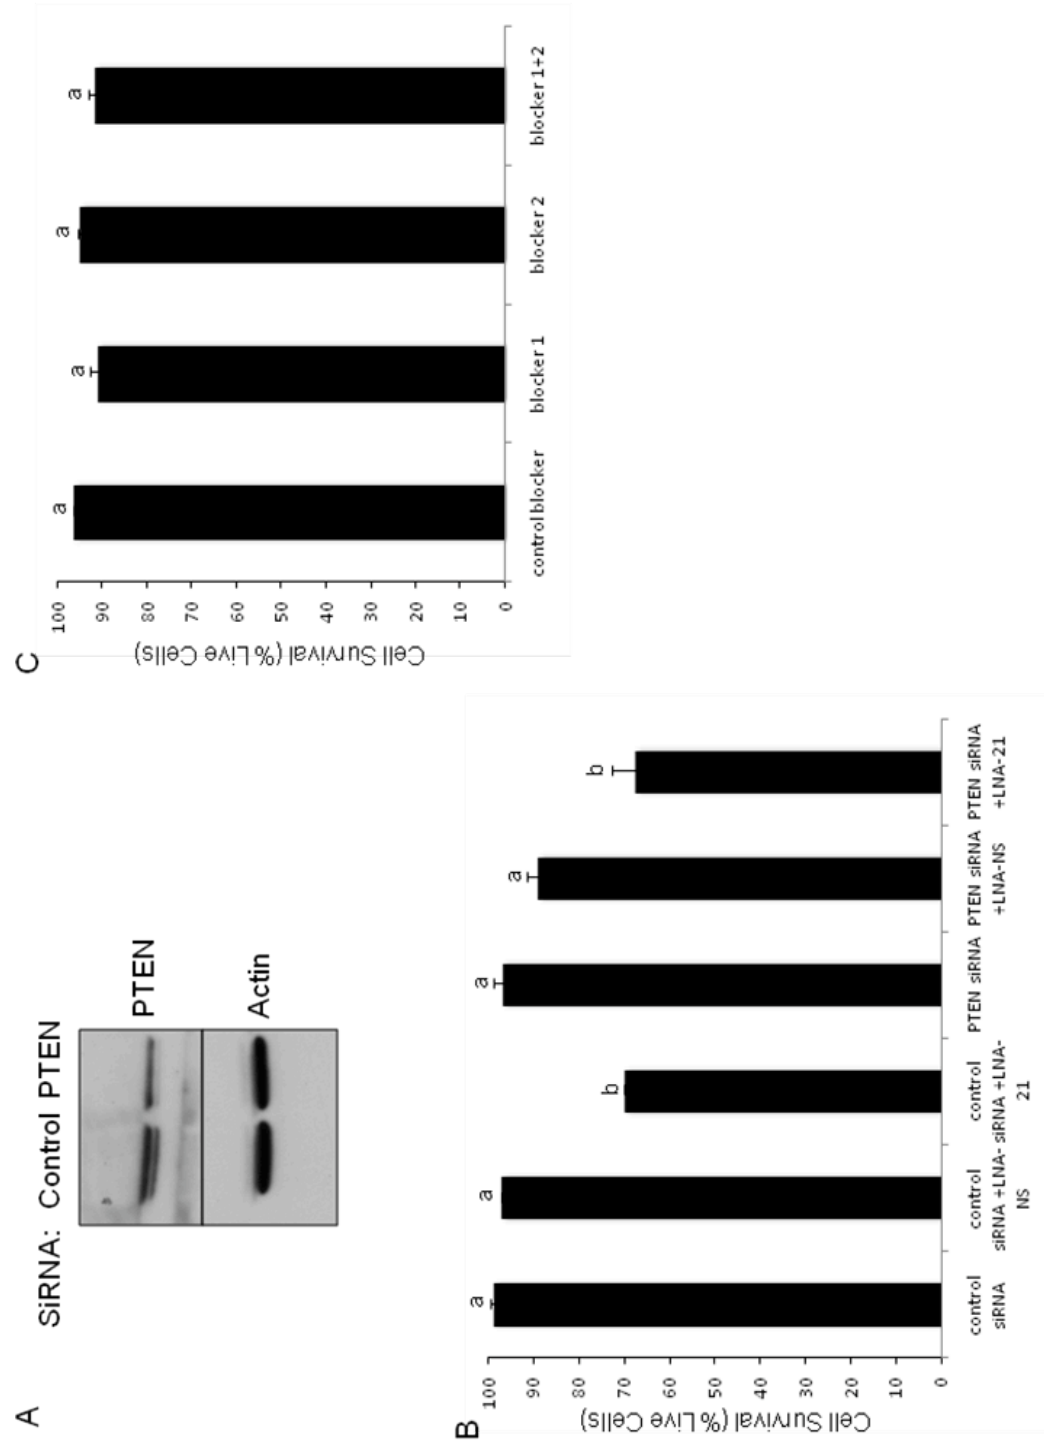 A
SiRNA: Control PTEN
PTEN
Actin
B
Cell Survival (% Live Cells)
100
90
80
70
60
50
40
30
20
10
0
a
a
b
a
a
b
control
siRNA
control
siRNA +LNA-
NS
control
siRNA +LNA-
21
PTEN siRNA
PTEN siRNA
+LNA-NS
PTEN siRNA
+LNA-21
C
Cell Survival (% Live Cells)
100
90
80
70
60
50
40
30
20
10
0
a
a
a
a
control blocker
blocker 1
blocker 2
blocker 1+2